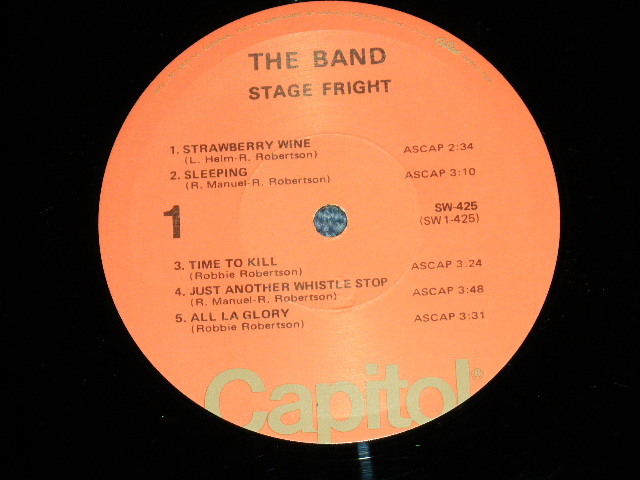 THE BAND
STAGE FRIGHT
1. STRAWBERRY WINE ASCAP 2:34
(L. Helm-R. Robertson)
2. SLEEPING ASCAP 3:10
(R. Manuel-R. Robertson)
1
SW-425
(SW1-425)
3. TIME TO KILL ASCAP 3:24
(Robbie Robertson)
4. JUST ANOTHER WHISTLE STOP ASCAP 3:48
(R. Manuel-R. Robertson)
5. ALL LA GLORY ASCAP 3:31
(Robbie Robertson)
Capitol®